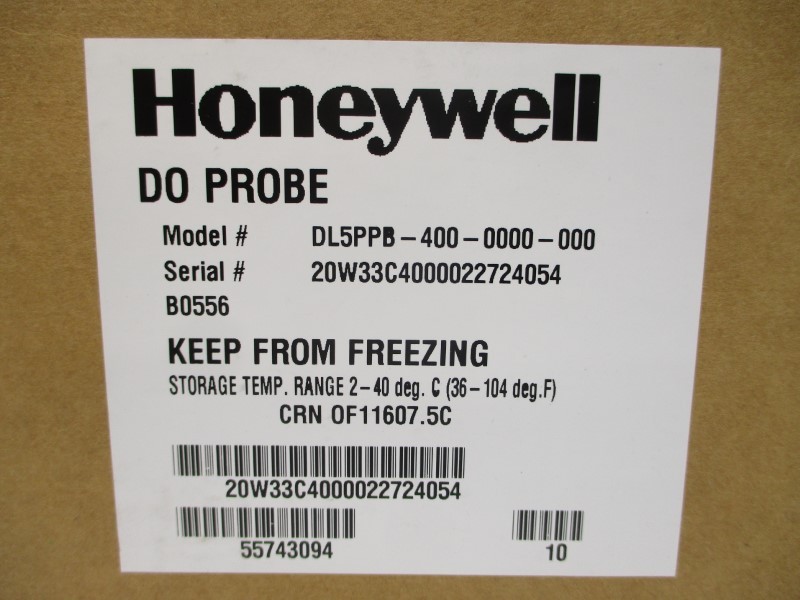 Honeywell
DO PROBE
Model # DL5PPB-400-0000-000
Serial # 20W33C4000022724054
B0556
KEEP FROM FREEZING
STORAGE TEMP. RANGE 2-40 deg. C (36-104 deg.F)
CRN OF11607.5C
20W33C4000022724054
55743094 10